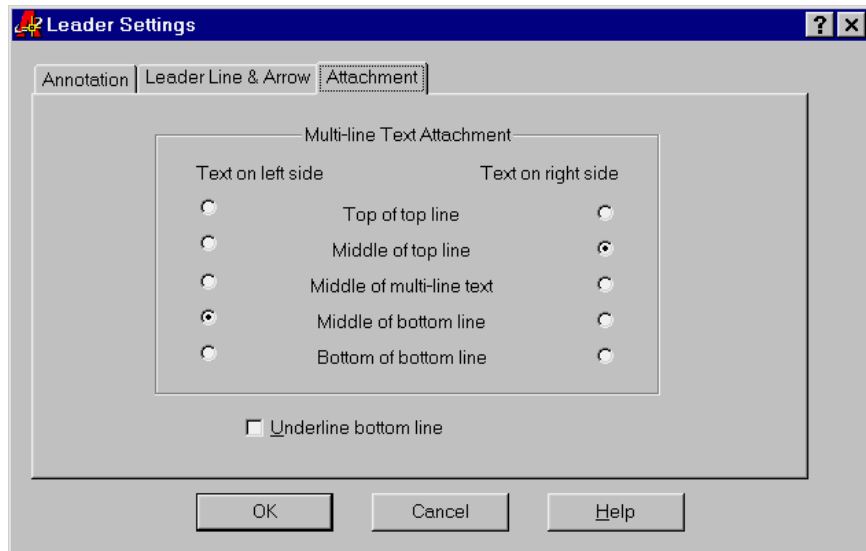 Leader Settings
Annotation
Leader Line & Arrow
Attachment
Multi-line Text Attachment
Text on left side
Text on right side
Top of top line
Middle of top line
Middle of multi-line text
Middle of bottom line
Bottom of bottom line
Underline bottom line
OK
Cancel
Help